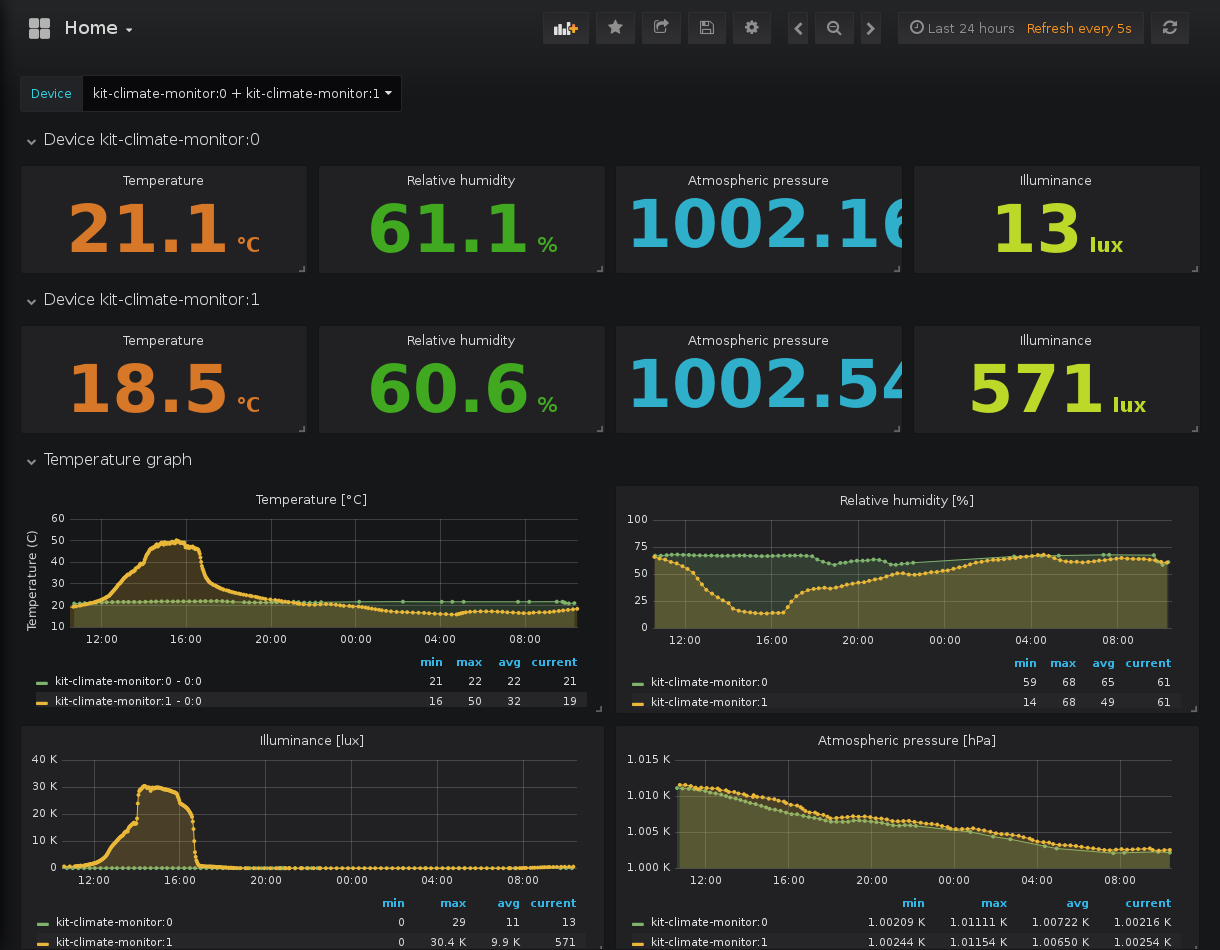 Home
Last 24 hours Refresh every 5s
Device kit-climate-monitor:0 + kit-climate-monitor:1
Device kit-climate-monitor:0
Temperature Relative humidity Atmospheric pressure Illuminance
21.1 °C 61.1 % 1002.16 13 lux
Device kit-climate-monitor:1
Temperature Relative humidity Atmospheric pressure Illuminance
18.5 °C 60.6 % 1002.54 571 lux
Temperature graph
Temperature [°C]
Temperature (C)
60
50
40
30
20
10
12:00 16:00 20:00 00:00 04:00 08:00
min max avg current
kit-climate-monitor:0 - 0:0 21 22 22 21
kit-climate-monitor:1 - 0:0 16 50 32 19
Relative humidity [%]
100
75
50
25
0
12:00 16:00 20:00 00:00 04:00 08:00
min max avg current
kit-climate-monitor:0 59 68 65 61
kit-climate-monitor:1 14 68 49 61
Illuminance [lux]
40 K
30 K
20 K
10 K
0
12:00 16:00 20:00 00:00 04:00 08:00
min max avg current
kit-climate-monitor:0 0 29 11 13
kit-climate-monitor:1 0 30.4 K 9.9 K 571
Atmospheric pressure [hPa]
1.015 K
1.010 K
1.005 K
1.000 K
12:00 16:00 20:00 00:00 04:00 08:00
min max avg current
kit-climate-monitor:0 1.00209 K 1.01111 K 1.00722 K 1.00216 K
kit-climate-monitor:1 1.00244 K 1.01154 K 1.00650 K 1.00254 K